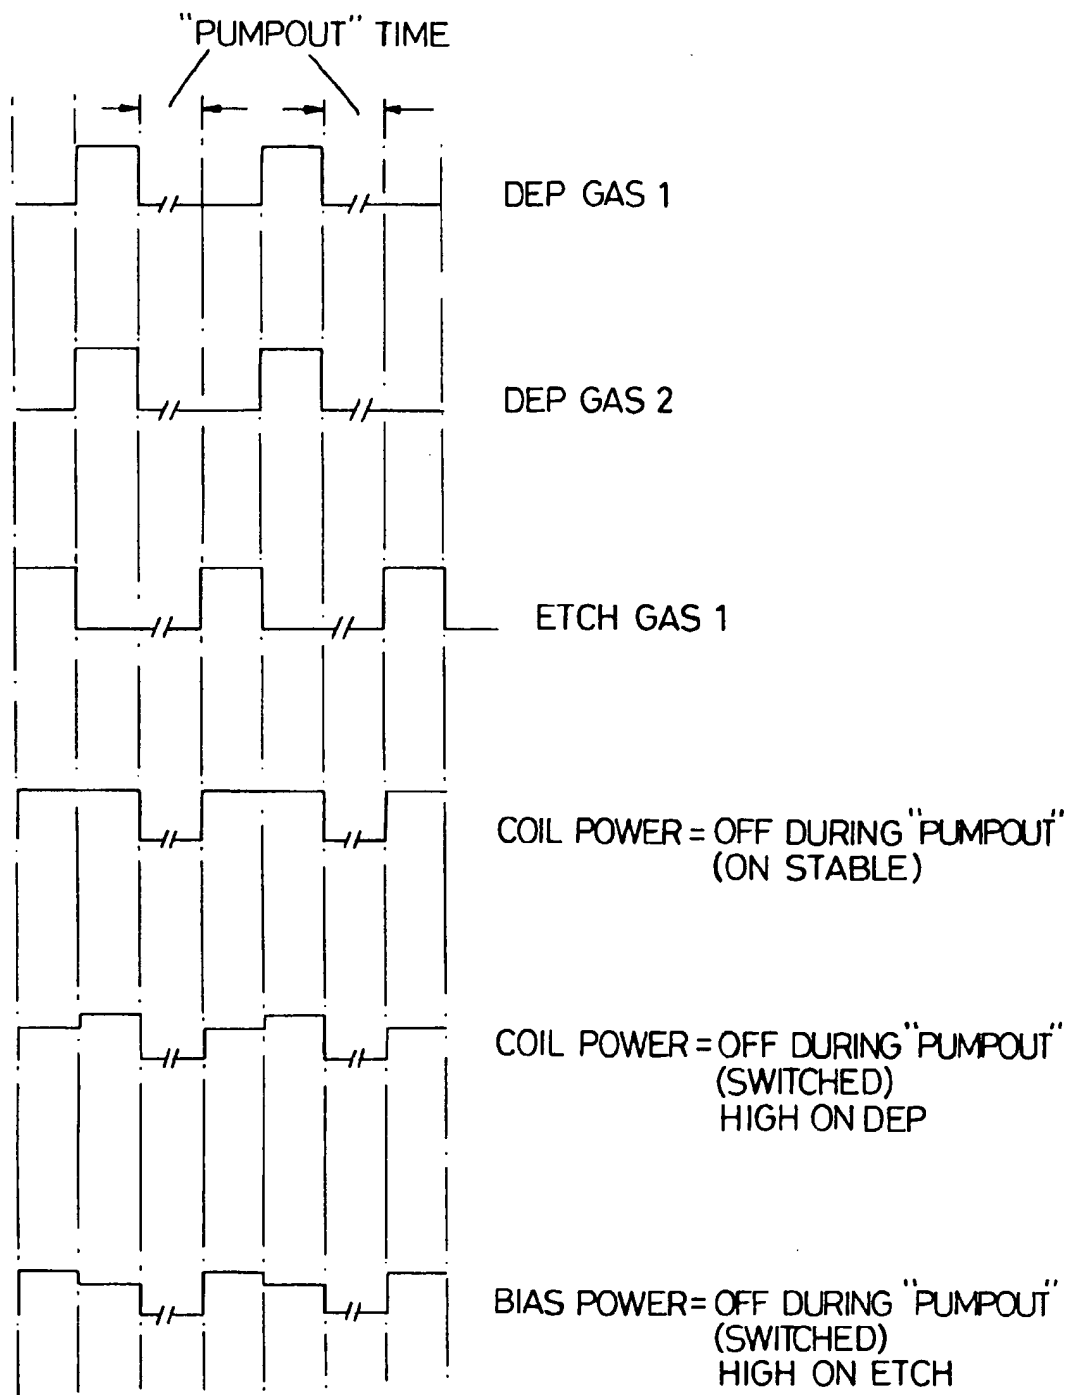 "PUMPOUT" TIME
DEP GAS 1
DEP GAS 2
ETCH GAS 1
COIL POWER = OFF DURING "PUMPOUT"
(ON STABLE)
COIL POWER = OFF DURING "PUMPOUT"
(SWITCHED)
HIGH ON DEP
BIAS POWER = OFF DURING "PUMPOUT"
(SWITCHED)
HIGH ON ETCH